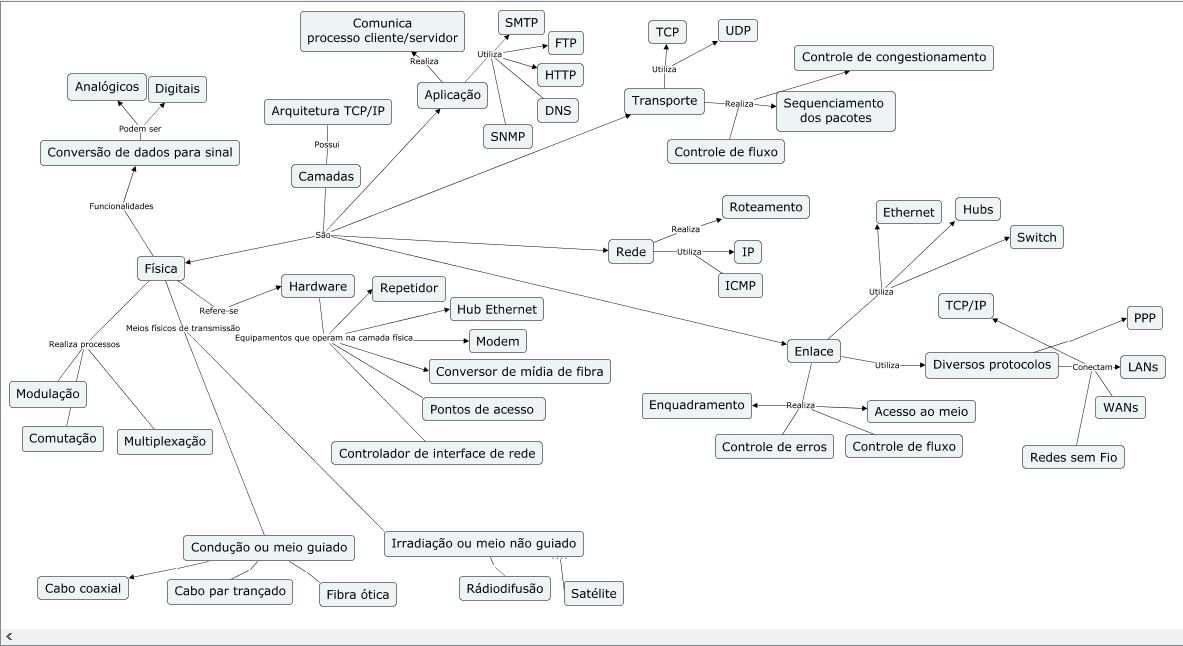 Comunica
processo cliente/servidor
SMTP
FTP
Utiliza
Realiza
HTTP
DNS
SNMP
Aplicação
TCP
UDP
Utiliza
Transporte
Realiza
Controle de congestionamento
Sequenciamento
dos pacotes
Controle de fluxo
Analógicos
Digitais
Podem ser
Conversão de dados para sinal
Funcionalidades
Arquitetura TCP/IP
Possui
Camadas
São
Física
Rede
Realiza
Roteamento
Utiliza
IP
ICMP
Ethernet
Hubs
Switch
Utiliza
Enlace
Utiliza
Diversos protocolos
TCP/IP
PPP
Conectam
LANs
WANs
Redes sem Fio
Realiza
Enquadramento
Acesso ao meio
Controle de erros
Controle de fluxo
Refere-se
Hardware
Equipamentos que operam na camada física
Repetidor
Hub Ethernet
Modem
Conversor de mídia de fibra
Pontos de acesso
Controlador de interface de rede
Meios físicos de transmissão
Realiza processos
Modulação
Comutação
Multiplexação
Condução ou meio guiado
Cabo coaxial
Cabo par trançado
Fibra ótica
Irradiação ou meio não guiado
....
Rádiodifusão
Satélite